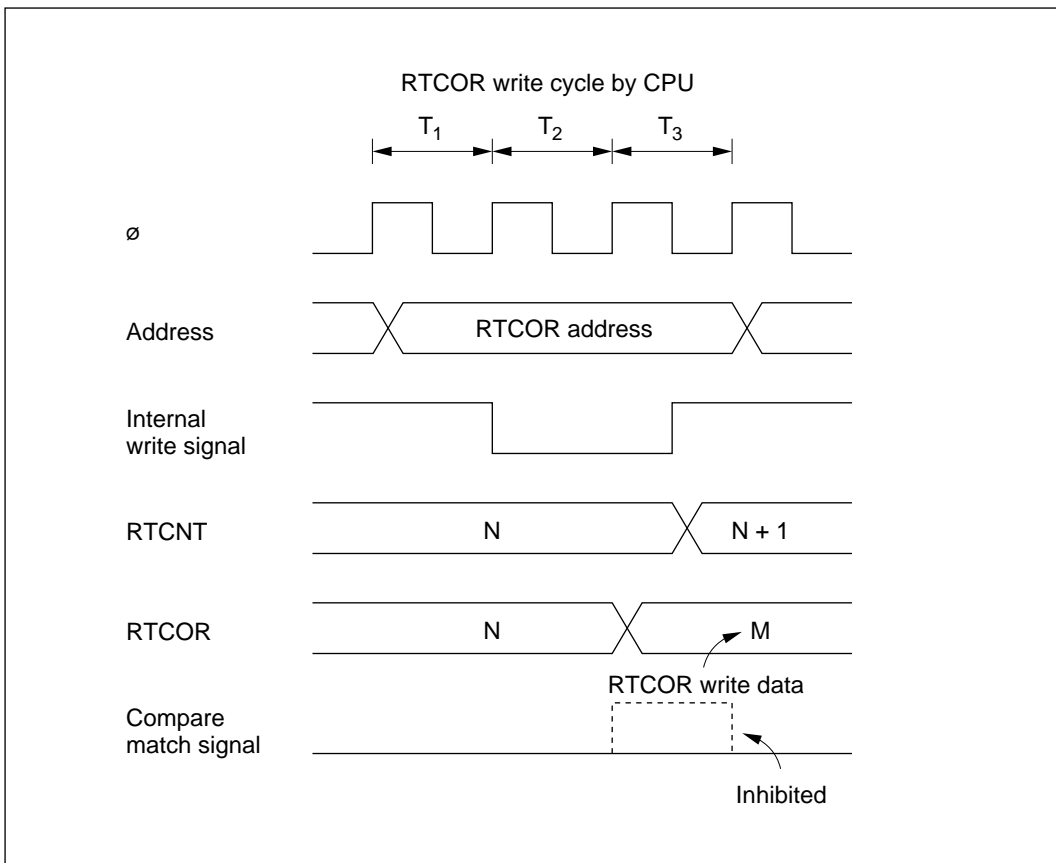 RTCOR write cycle by CPU
T1 T2 T3
ø
Address
RTCOR address
Internal
write signal
RTCNT
N
N + 1
RTCOR
N
M
RTCOR write data
Compare
match signal
Inhibited